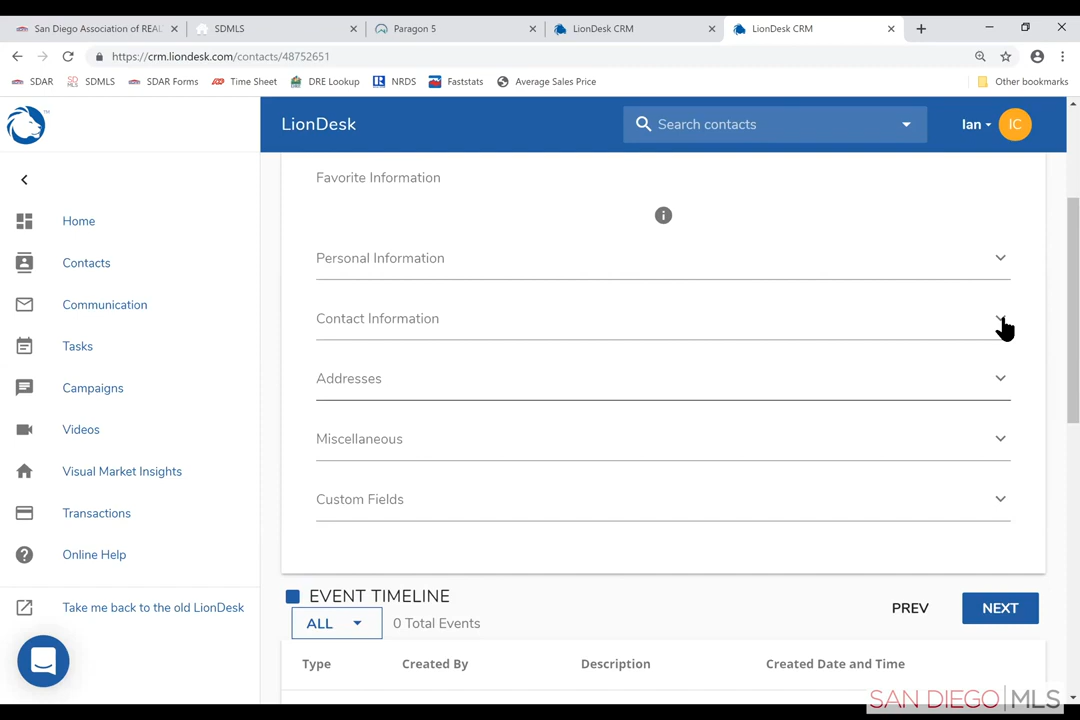 San Diego Association of REAL
SDMLS
Paragon 5
LionDesk CRM
LionDesk CRM
https://crm.liondesk.com/contacts/48752651
SDAR
SDMLS
SDAR Forms
Time Sheet
DRE Lookup
NRDS
Faststats
Average Sales Price
Other bookmarks
LionDesk
Search contacts
Ian
IC
Home
Contacts
Communication
Tasks
Campaigns
Videos
Visual Market Insights
Transactions
Online Help
Take me back to the old LionDesk
Favorite Information
Personal Information
Contact Information
Addresses
Miscellaneous
Custom Fields
EVENT TIMELINE
ALL
0 Total Events
PREV
NEXT
Type
Created By
Description
Created Date and Time
SAN DIEGO | MLS